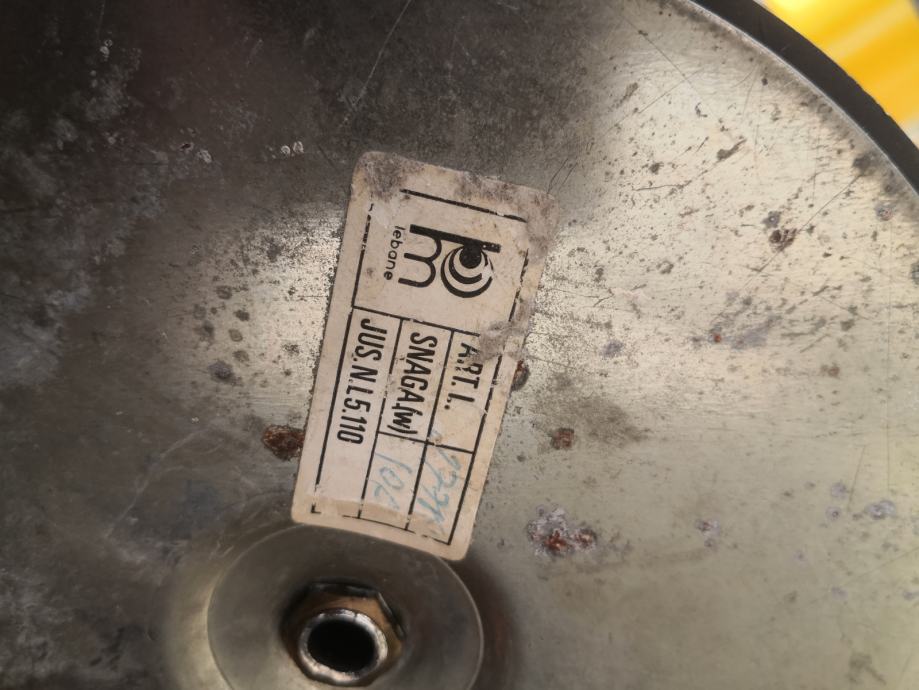 m
lebane
ART. L.
SNAGA.(w)
JUS.N.L5.110